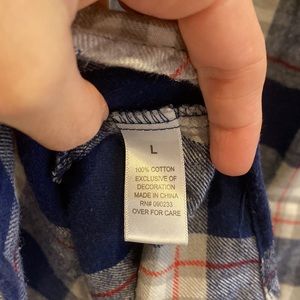 L
100% COTTON
EXCLUSIVE OF
DECORATION
MADE IN CHINA
RN# 090233
OVER FOR CARE